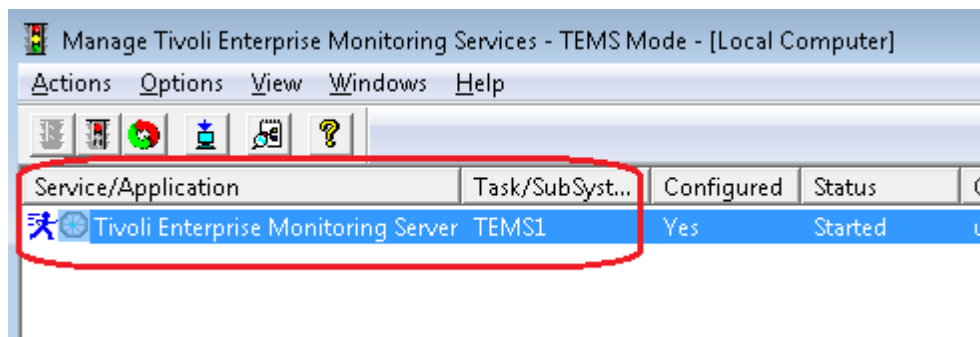 Manage Tivoli Enterprise Monitoring Services - TEMS Mode - [Local Computer]
Actions Options View Windows Help
Service/Application Task/SubSyst... Configured Status
Tivoli Enterprise Monitoring Server TEMS1 Yes Started